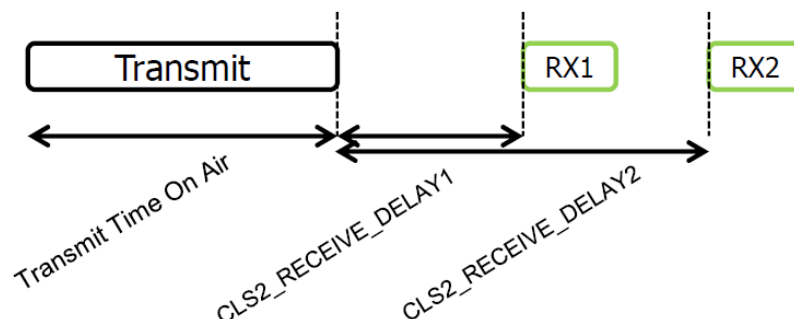 Transmit
RX1
RX2
Transmit Time On Air
CLS2_RECEIVE_DELAY1
CLS2_RECEIVE_DELAY2